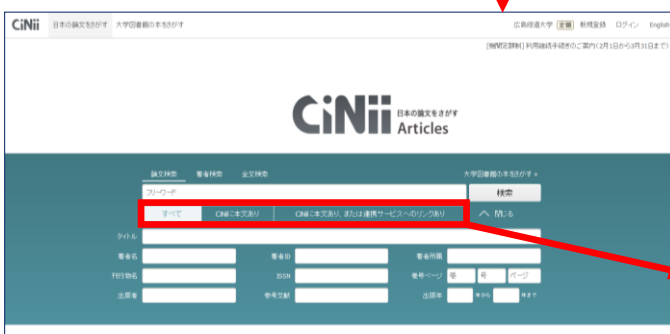 CiNii 日本の論文をさがす 大学図書館の本をさがす
広島修道大学 定額 新規登録 ログイン English
[機関定額制] 利用継続手続きのご案内(2月1日から3月31日まで)
CiNii 日本の論文をさがす
Articles
論文検索 著者検索 全文検索 大学図書館の本をさがす »
フリーワード 検索
すべて CiNiiに本文あり CiNiiに本文あり、または連携サービスへのリンクあり 閉じる
タイトル
著者名 著者ID 著者所属
刊行物名 ISSN 巻号ページ 巻 号 ページ
出版者 参考文献 出版年 年から 年まで